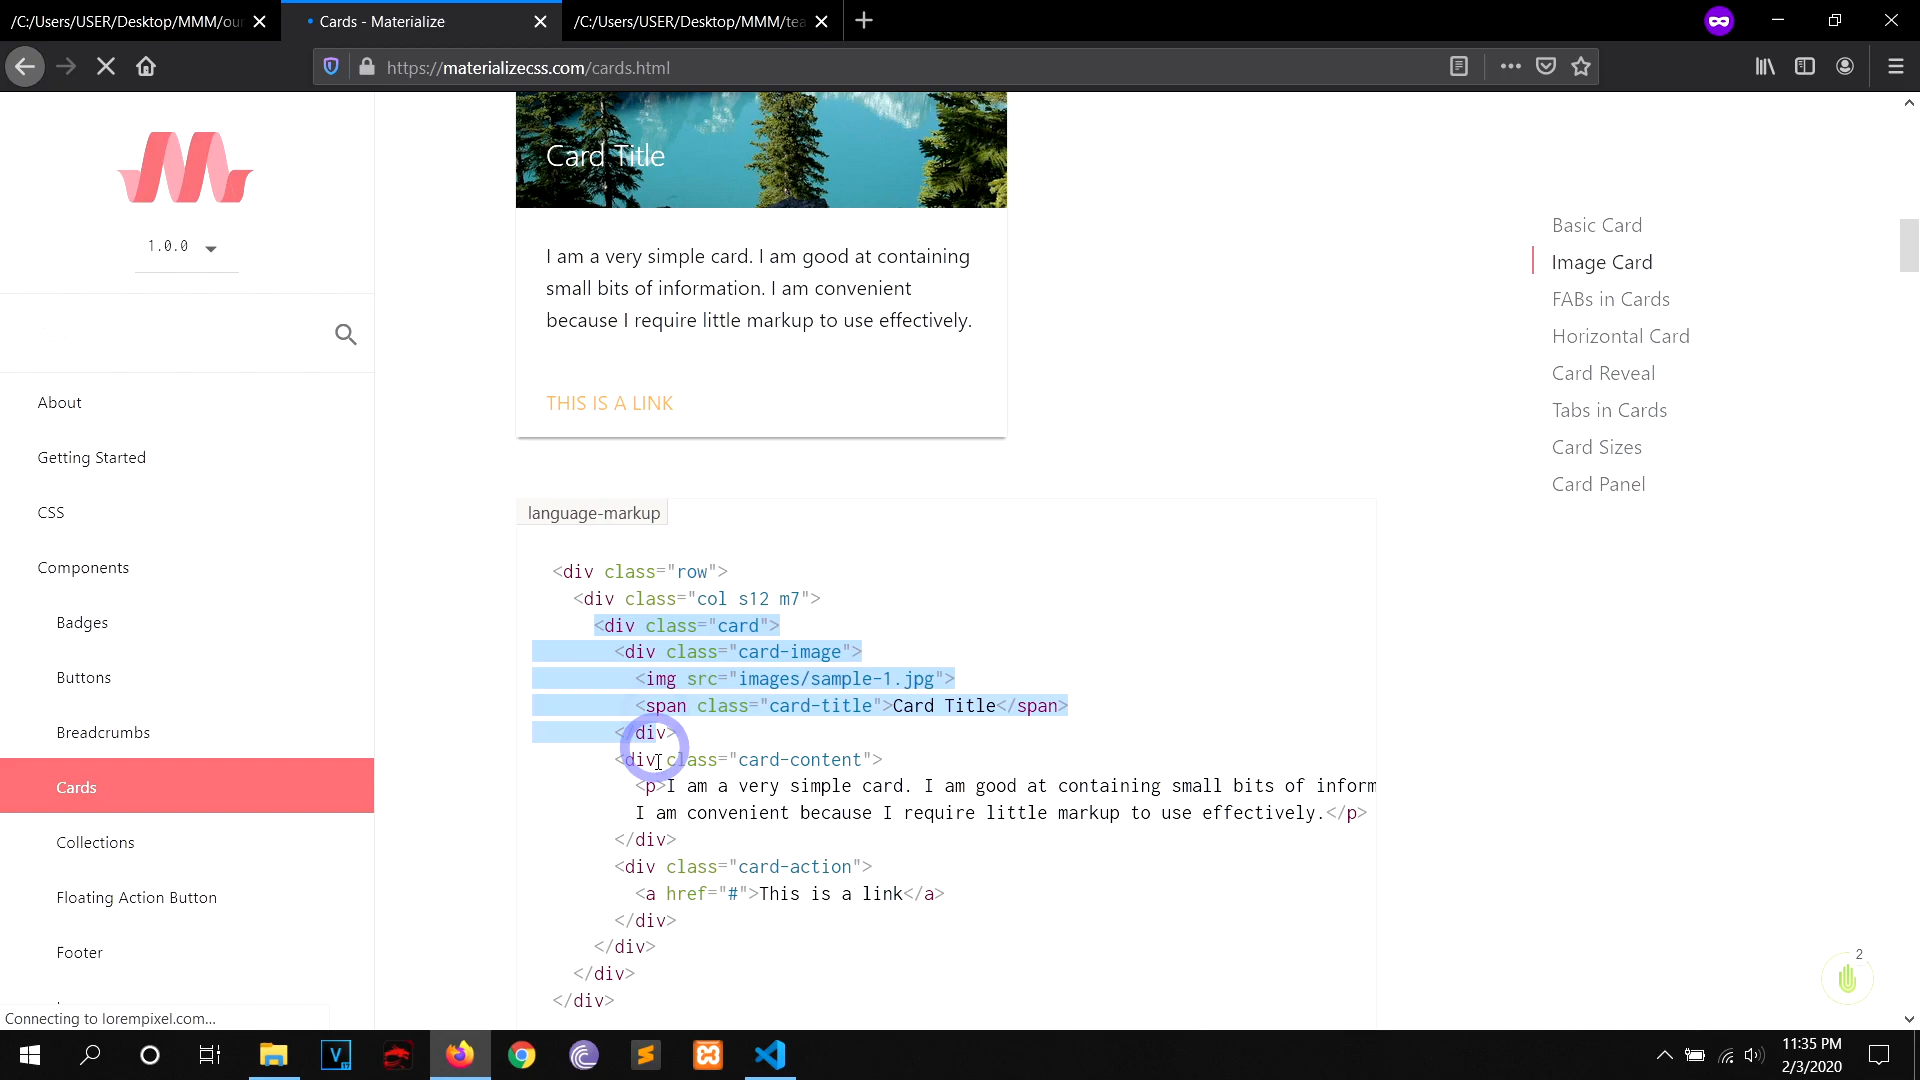 /C:/Users/USER/Desktop/MMM/our
Cards - Materialize
/C:/Users/USER/Desktop/MMM/tea
https://materializecss.com/cards.html
1.0.0
About
Getting Started
CSS
Components
Badges
Buttons
Breadcrumbs
Cards
Collections
Floating Action Button
Footer
Connecting to lorempixel.com...
Card Title
I am a very simple card. I am good at containing
small bits of information. I am convenient
because I require little markup to use effectively.
THIS IS A LINK
language-markup
<div class="row">
<div class="col s12 m7">
<div class="card">
<div class="card-image">
<img src="images/sample-1.jpg">
<span class="card-title">Card Title</span>
</div>
<div class="card-content">
<p>I am a very simple card. I am good at containing small bits of inform
I am convenient because I require little markup to use effectively.</p>
</div>
<div class="card-action">
<a href="#">This is a link</a>
</div>
</div>
</div>
</div>
Basic Card
Image Card
FABs in Cards
Horizontal Card
Card Reveal
Tabs in Cards
Card Sizes
Card Panel
2
11:35 PM
2/3/2020